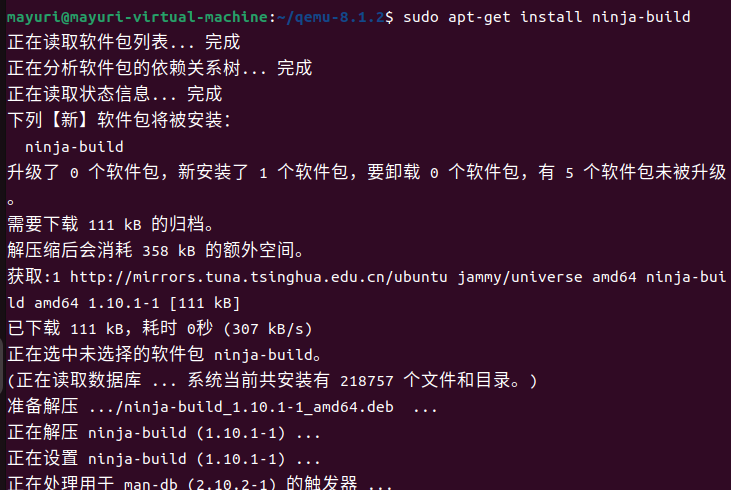 mayuri@mayuri-virtual-machine:~/qemu-8.1.2$ sudo apt-get install ninja-build
正在读取软件包列表... 完成
正在分析软件包的依赖关系树... 完成
正在读取状态信息... 完成
下列【新】软件包将被安装：
  ninja-build
升级了 0 个软件包，新安装了 1 个软件包，要卸载 0 个软件包，有 5 个软件包未被升级
。
需要下载 111 kB 的归档。
解压缩后会消耗 358 kB 的额外空间。
获取:1 http://mirrors.tuna.tsinghua.edu.cn/ubuntu jammy/universe amd64 ninja-bui
ld amd64 1.10.1-1 [111 kB]
已下载 111 kB，耗时 0秒 (307 kB/s)
正在选中未选择的软件包 ninja-build。
(正在读取数据库 ... 系统当前共安装有 218757 个文件和目录。)
准备解压 .../ninja-build_1.10.1-1_amd64.deb  ...
正在解压 ninja-build (1.10.1-1) ...
正在设置 ninja-build (1.10.1-1) ...
正在处理用于 man-db (2.10.2-1) 的触发器 ...